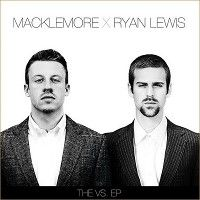 MACKLEMORE X RYAN LEWIS
THE VS. EP